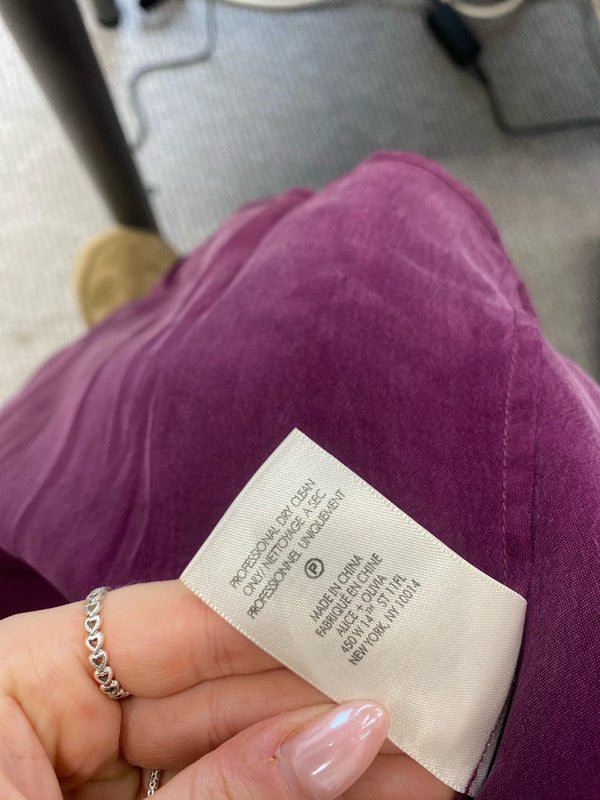 PROFESSIONAL DRY CLEAN
ONLY/NETTOYAGE A SEC
PROFESSIONNEL UNIQUEMENT
P
MADE IN CHINA
FABRIQUE EN CHINE
ALICE + OLIVIA
450 W.14TH ST 11FL
NEW YORK, NY 10014